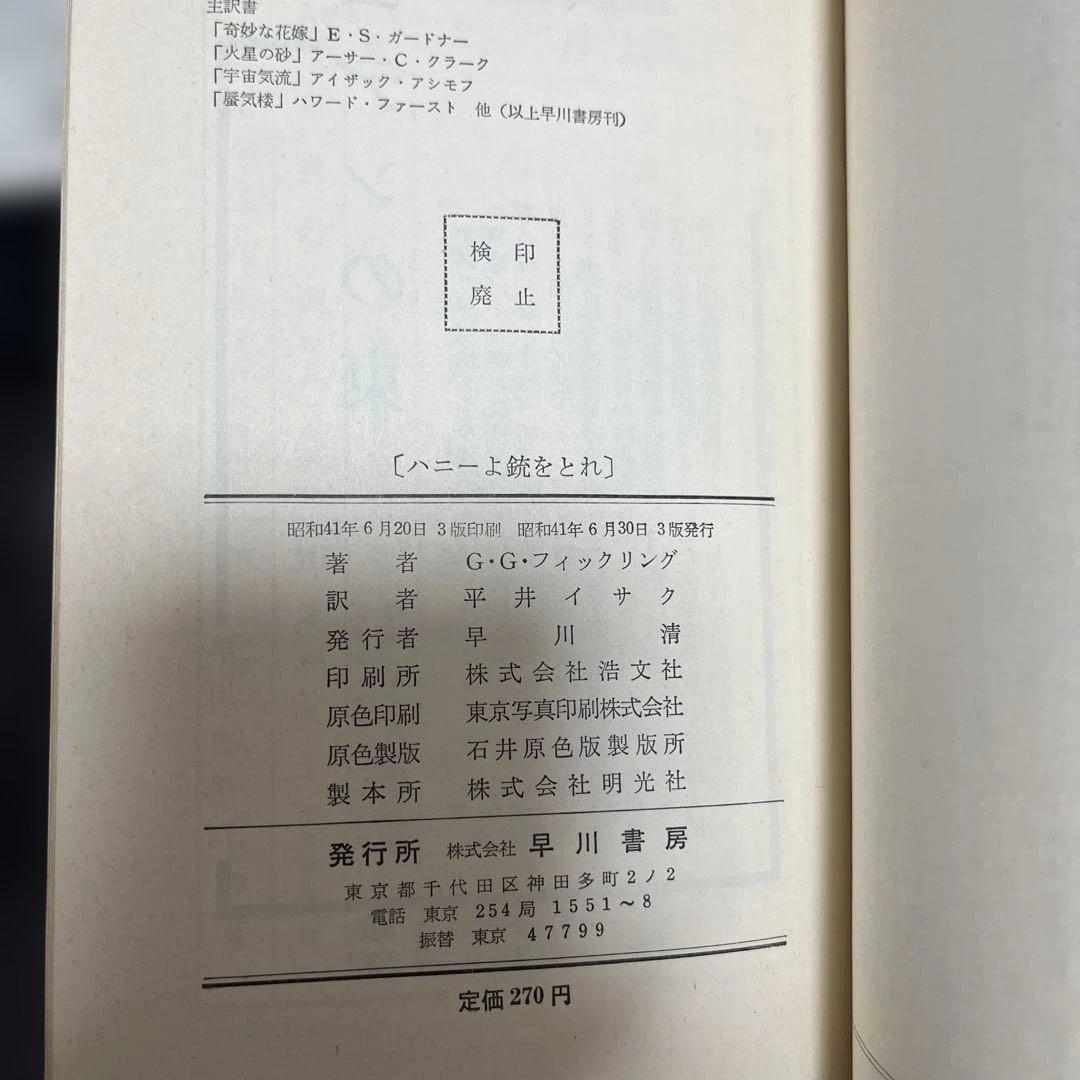 主訳書
「奇妙な花嫁」E・S・ガードナー
「火星の砂」アーサー・C・クラーク
「宇宙気流」アイザック・アシモフ
「蜃気楼」ハワード・ファースト 他（以上早川書房刊）
検印
廃止
〔ハニーよ銃をとれ〕
昭和41年6月20日 3版印刷 昭和41年6月30日 3版発行
著者 G・G・フィックリング
訳者 平井イサク
発行者 早川清
印刷所 株式会社浩文社
原色印刷 東京写真印刷株式会社
原色製版 石井原色版製版所
製本所 株式会社明光社
発行所 株式会社 早川書房
東京都千代田区神田多町2ノ2
電話 東京 254局 1551～8
振替 東京 47799
定価270円